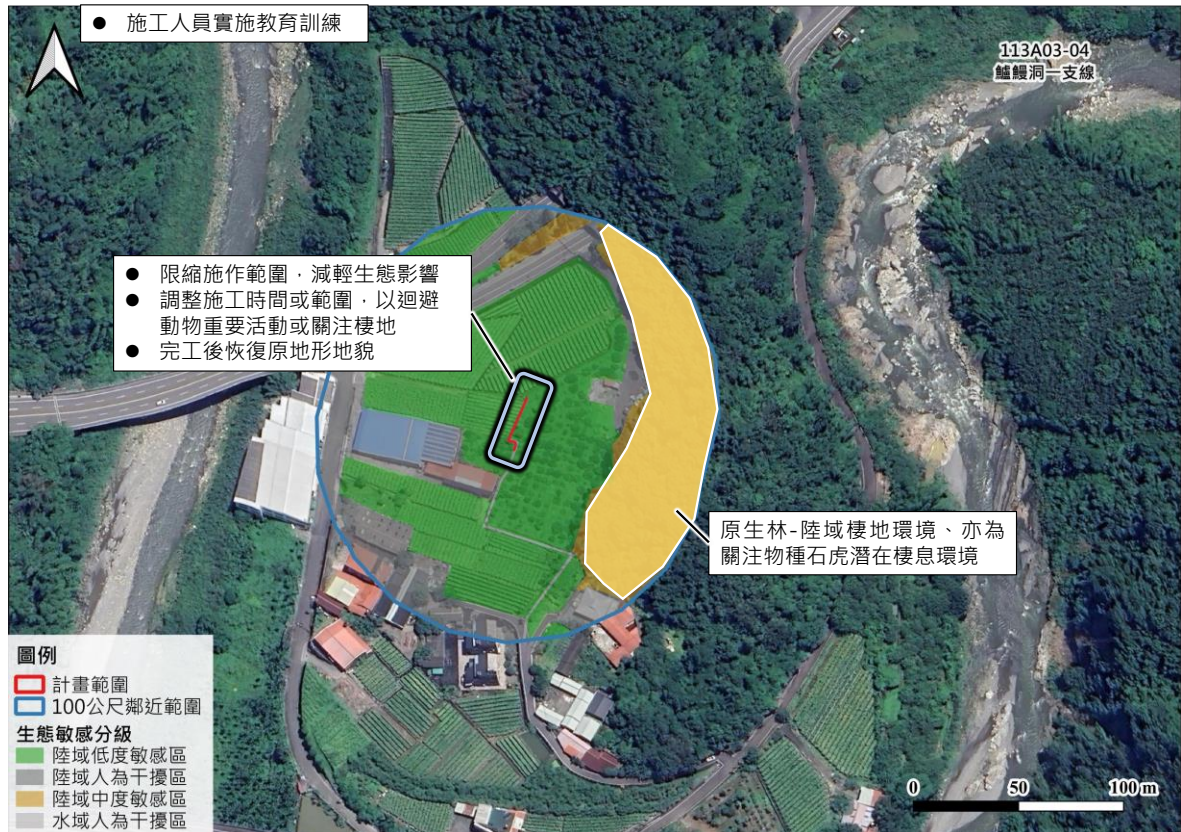 ● 施工人員實施教育訓練
113A03-04
鱸鰻洞一支線
● 限縮施作範圍，減輕生態影響
● 調整施工時間或範圍，以迴避
動物重要活動或關注棲地
● 完工後恢復原地形地貌
原生林-陸域棲地環境、亦為
關注物種石虎潛在棲息環境
圖例
計畫範圍
100公尺鄰近範圍
生態敏感分級
陸域低度敏感區
陸域人為干擾區
陸域中度敏感區
水域人為干擾區
0 50 100 m